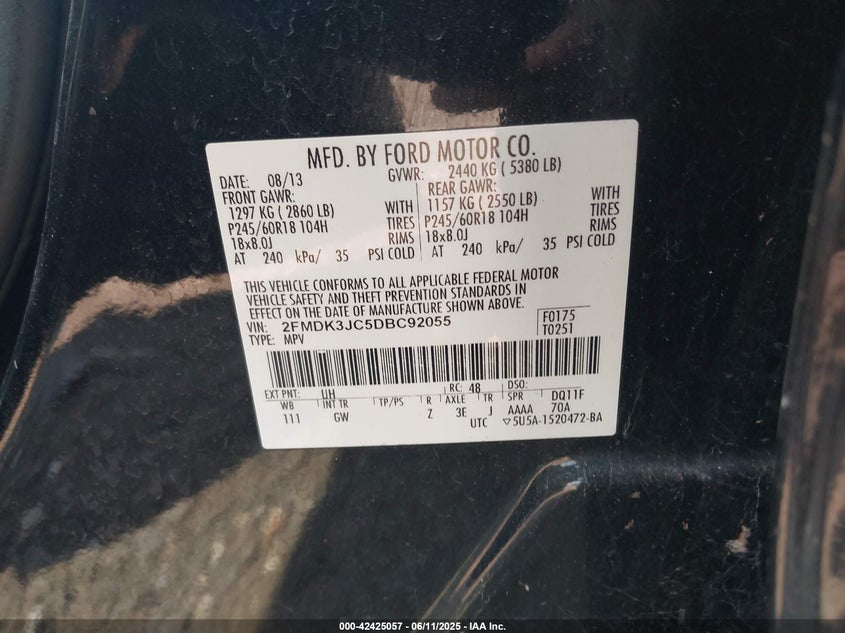 MFD. BY FORD MOTOR CO.
DATE: 08/13 GVWR: 2440 KG ( 5380 LB)
FRONT GAWR: REAR GAWR:
1297 KG ( 2860 LB) WITH 1157 KG ( 2550 LB) WITH
P245/60R18 104H TIRES P245/60R18 104H TIRES
18x8.0J RIMS 18x8.0J RIMS
AT 240 kPa/ 35 PSI COLD AT 240 kPa/ 35 PSI COLD
THIS VEHICLE CONFORMS TO ALL APPLICABLE FEDERAL MOTOR
VEHICLE SAFETY AND THEFT PREVENTION STANDARDS IN
EFFECT ON THE DATE OF MANUFACTURE SHOWN ABOVE.
VIN: 2FMDK3JC5DBC92055 F0175
TYPE: MPV T0251
EXT PNT: UH RC: 48 DSO:
WB INT TR TP/PS R AXLE TR SPR DQ11F
111 GW Z 3E J AAAA 70A
UTC ▽5U5A-1520472-BA
000-42425057 - 06/11/2025 - IAA Inc.